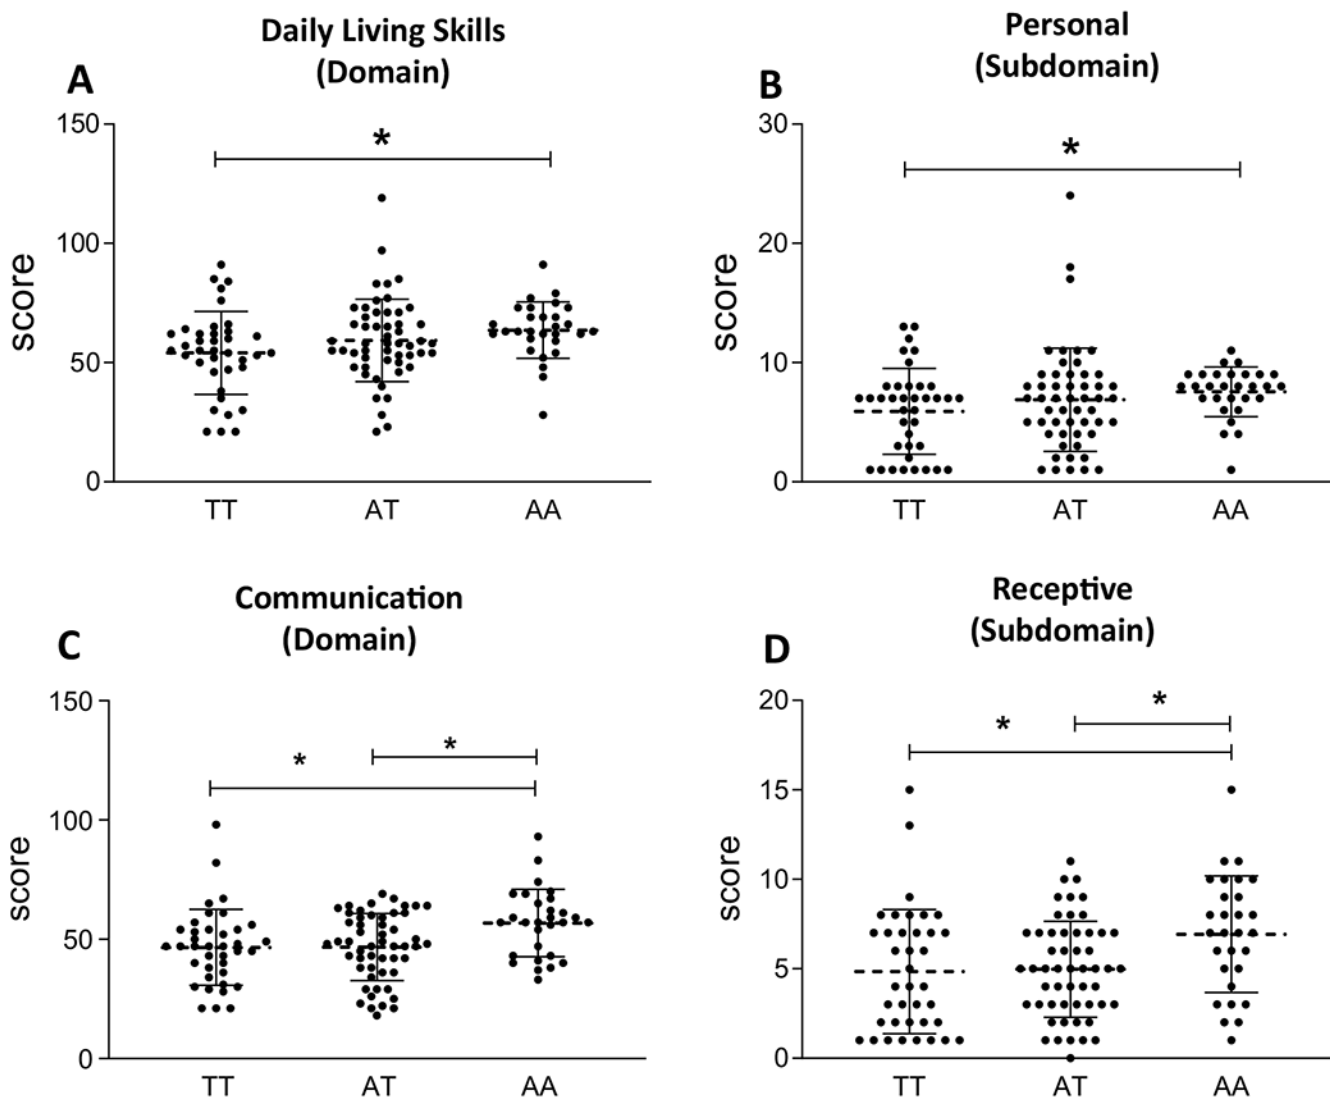 Daily Living Skills
(Domain)
A
150
100
50
0
score
*
TT
AT
AA
Personal
(Subdomain)
B
30
20
10
0
score
*
TT
AT
AA
Communication
(Domain)
C
150
100
50
0
score
*
*
TT
AT
AA
Receptive
(Subdomain)
D
20
15
10
5
0
score
*
*
TT
AT
AA